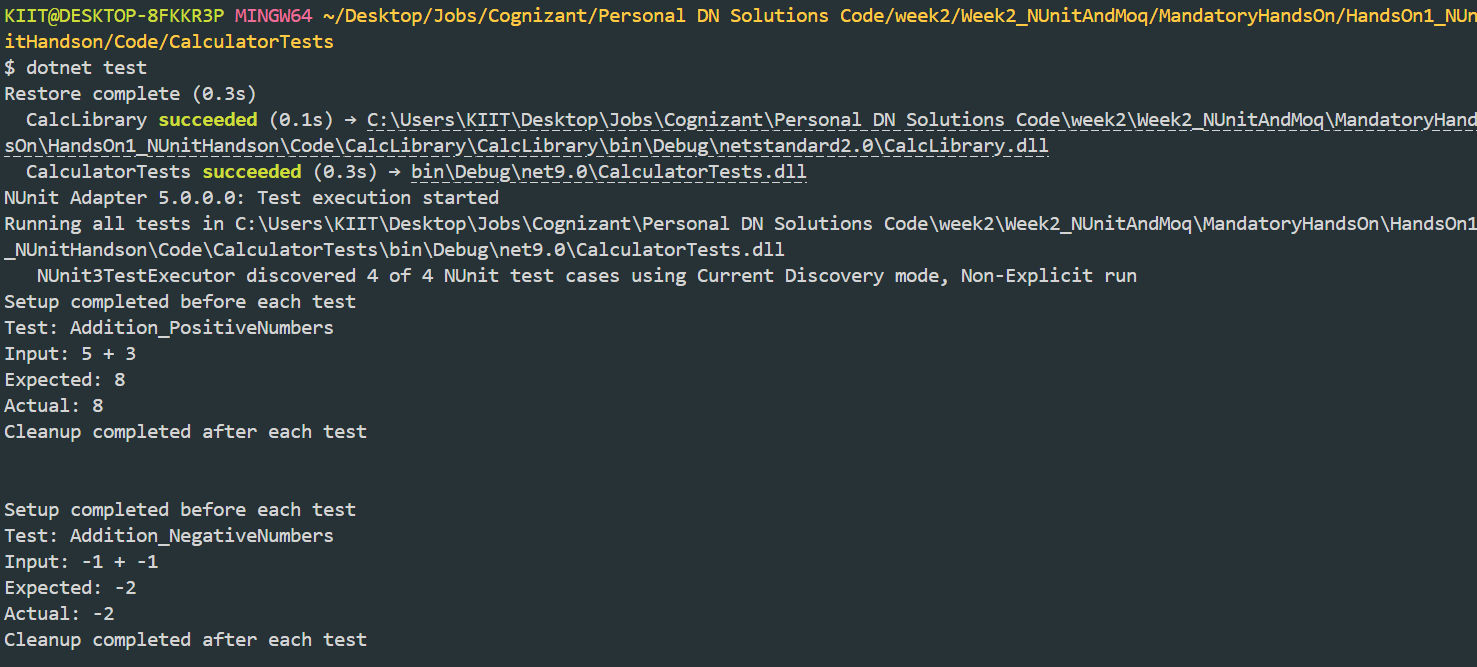 KIIT@DESKTOP-8FKKR3P MINGW64 ~/Desktop/Jobs/Cognizant/Personal DN Solutions Code/week2/Week2_NUnitAndMoq/MandatoryHandsOn/HandsOn1_NUn
itHandson/Code/CalculatorTests
$ dotnet test
Restore complete (0.3s)
  CalcLibrary succeeded (0.1s) → C:\Users\KIIT\Desktop\Jobs\Cognizant\Personal DN Solutions Code\week2\Week2_NUnitAndMoq\MandatoryHand
sOn\HandsOn1_NUnitHandson\Code\CalcLibrary\CalcLibrary\bin\Debug\netstandard2.0\CalcLibrary.dll
  CalculatorTests succeeded (0.3s) → bin\Debug\net9.0\CalculatorTests.dll
NUnit Adapter 5.0.0.0: Test execution started
Running all tests in C:\Users\KIIT\Desktop\Jobs\Cognizant\Personal DN Solutions Code\week2\Week2_NUnitAndMoq\MandatoryHandsOn\HandsOn1
_NUnitHandson\Code\CalculatorTests\bin\Debug\net9.0\CalculatorTests.dll
   NUnit3TestExecutor discovered 4 of 4 NUnit test cases using Current Discovery mode, Non-Explicit run
Setup completed before each test
Test: Addition_PositiveNumbers
Input: 5 + 3
Expected: 8
Actual: 8
Cleanup completed after each test
Setup completed before each test
Test: Addition_NegativeNumbers
Input: -1 + -1
Expected: -2
Actual: -2
Cleanup completed after each test